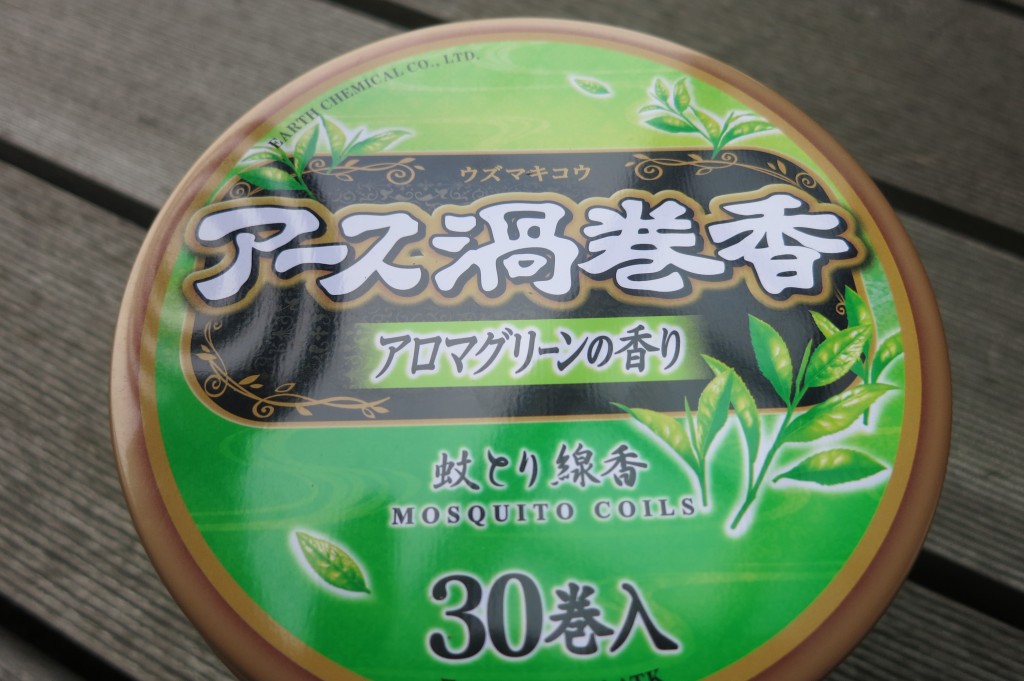 EARTH CHEMICAL CO., LTD.
ウズマキコウ
アース渦巻香
アロマグリーンの香り
蚊とり線香
MOSQUITO COILS
30巻入